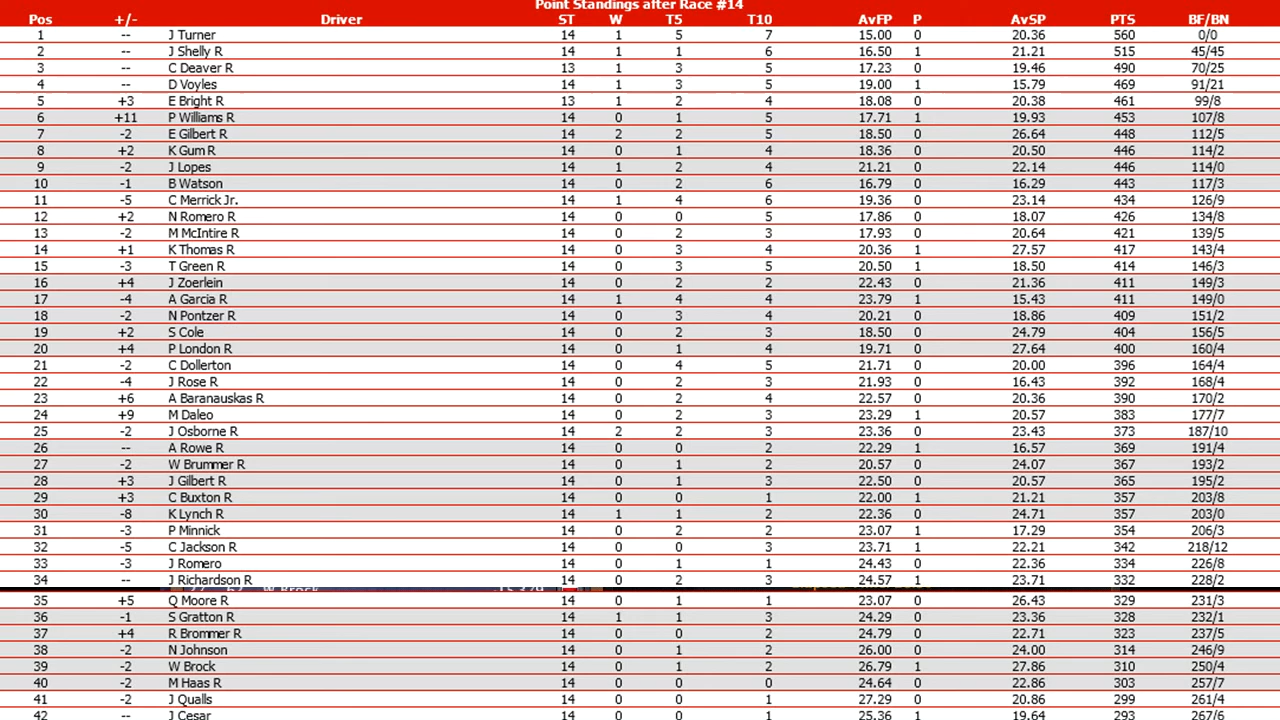 Point Standings after Race #14
Pos +/- Driver ST W T5 T10 AvFP P AvSP PTS BF/BN
1 -- J Turner 14 1 5 7 15.00 0 20.36 560 0/0
2 -- J Shelly R 14 1 1 6 16.50 1 21.21 515 45/45
3 -- C Deaver R 13 1 3 5 17.23 0 19.46 490 70/25
4 -- D Voyles 14 1 3 5 19.00 1 15.79 469 91/21
5 +3 E Bright R 13 1 2 4 18.08 0 20.38 461 99/8
6 +11 P Williams R 14 0 1 5 17.71 1 19.93 453 107/8
7 -2 E Gilbert R 14 2 2 5 18.50 0 26.64 448 112/5
8 +2 K Gum R 14 0 1 4 18.36 0 20.50 446 114/2
9 -2 J Lopes 14 1 2 4 21.21 0 22.14 446 114/0
10 -1 B Watson 14 0 2 6 16.79 0 16.29 443 117/3
11 -5 C Merrick Jr. 14 1 4 6 19.36 0 23.14 434 126/9
12 +2 N Romero R 14 0 0 5 17.86 0 18.07 426 134/8
13 -2 M McIntire R 14 0 2 3 17.93 0 20.64 421 139/5
14 +1 K Thomas R 14 0 3 4 20.36 1 27.57 417 143/4
15 -3 T Green R 14 0 3 5 20.50 1 18.50 414 146/3
16 +4 J Zoerlein 14 0 2 2 22.43 0 21.36 411 149/3
17 -4 A Garcia R 14 1 4 4 23.79 1 15.43 411 149/0
18 -2 N Pontzer R 14 0 3 4 20.21 0 18.86 409 151/2
19 +2 S Cole 14 0 2 3 18.50 0 24.79 404 156/5
20 +4 P London R 14 0 1 4 19.71 0 27.64 400 160/4
21 -2 C Dollerton 14 0 4 5 21.71 0 20.00 396 164/4
22 -4 J Rose R 14 0 2 3 21.93 0 16.43 392 168/4
23 +6 A Baranauskas R 14 0 2 4 22.57 0 20.36 390 170/2
24 +9 M Daleo 14 0 2 3 23.29 1 20.57 383 177/7
25 -2 J Osborne R 14 2 2 3 23.36 0 23.43 373 187/10
26 -- A Rowe R 14 0 0 2 22.29 1 16.57 369 191/4
27 -2 W Brummer R 14 0 1 2 20.57 0 24.07 367 193/2
28 +3 J Gilbert R 14 0 1 3 22.50 0 20.57 365 195/2
29 +3 C Buxton R 14 0 0 1 22.00 1 21.21 357 203/8
30 -8 K Lynch R 14 1 1 2 22.36 0 24.71 357 203/0
31 -3 P Minnick 14 0 2 2 23.07 1 17.29 354 206/3
32 -5 C Jackson R 14 0 0 3 23.71 1 22.21 342 218/12
33 -3 J Romero 14 0 1 1 24.43 0 22.36 334 226/8
34 -- J Richardson R 14 0 2 3 24.57 1 23.71 332 228/2
35 +5 Q Moore R 14 0 1 1 23.07 0 26.43 329 231/3
36 -1 S Gratton R 14 1 1 3 24.29 0 23.36 328 232/1
37 +4 R Brommer R 14 0 0 2 24.79 0 22.71 323 237/5
38 -2 N Johnson 14 0 1 2 26.00 0 24.00 314 246/9
39 -2 W Brock 14 0 1 2 26.79 1 27.86 310 250/4
40 -2 M Haas R 14 0 0 0 24.64 0 22.86 303 257/7
41 -2 J Qualls 14 0 0 1 27.29 0 20.86 299 261/4
42 -- J Cesar 14 0 0 1 25.36 1 19.64 293 267/6